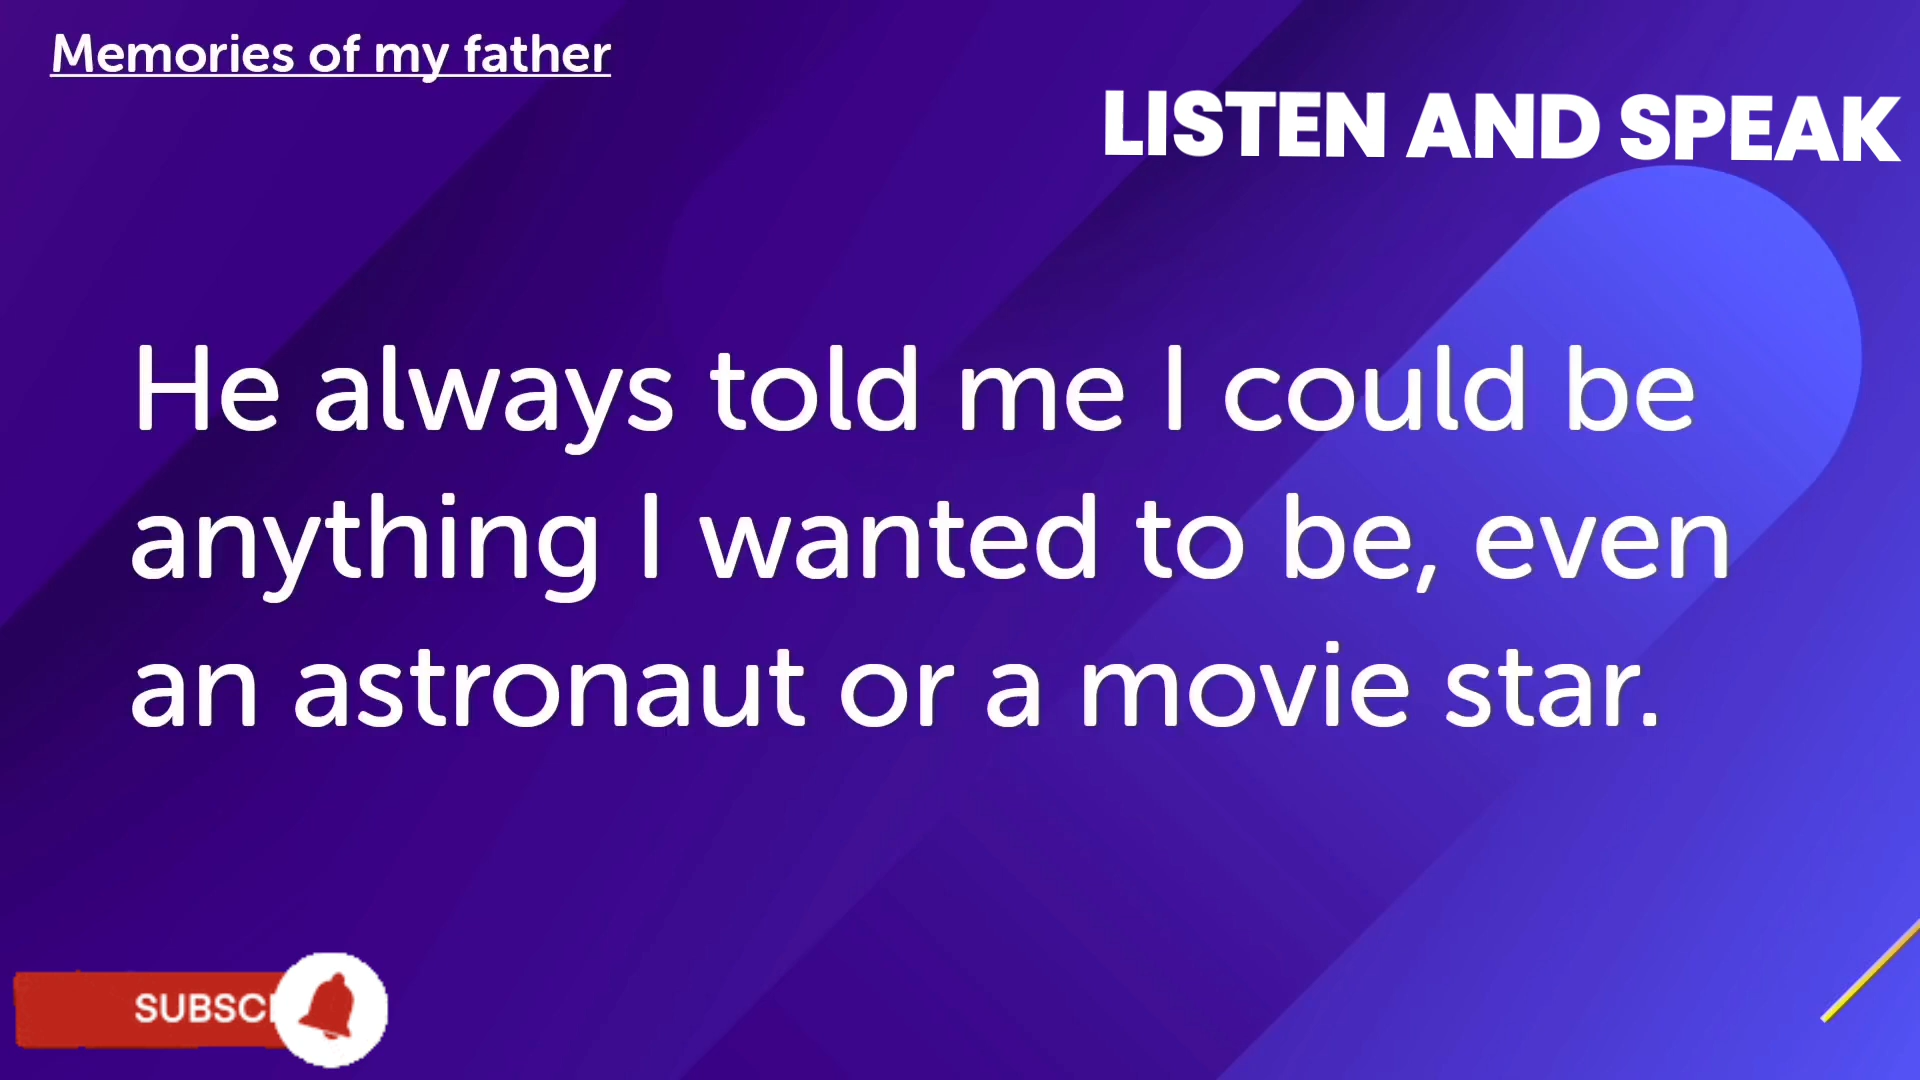 Memories of my father
LISTEN AND SPEAK
He always told me I could be
anything I wanted to be, even
an astronaut or a movie star.